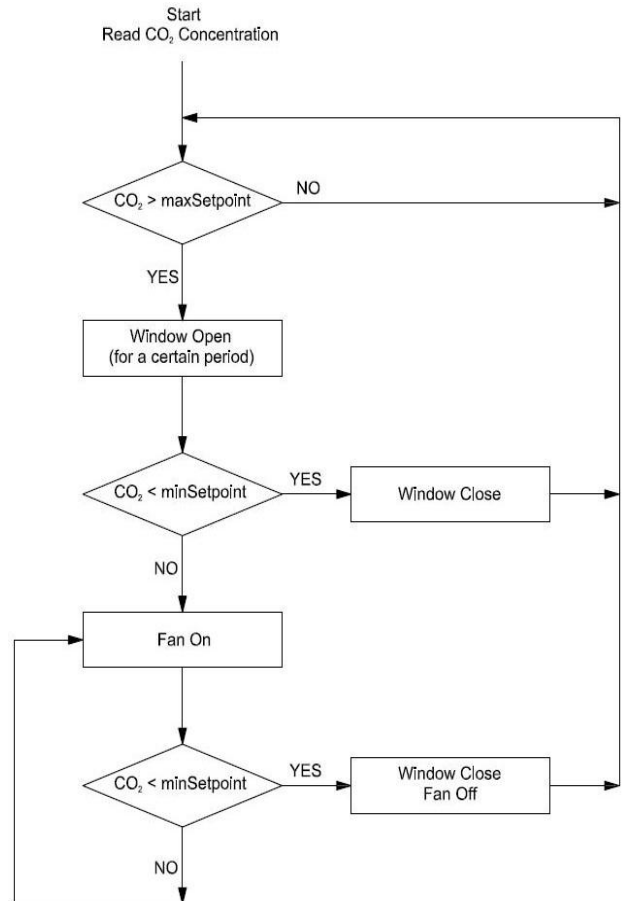 Start
Read CO₂ Concentration
CO₂ > maxSetpoint
NO
YES
Window Open
(for a certain period)
CO₂ < minSetpoint
YES
Window Close
NO
Fan On
CO₂ < minSetpoint
YES
Window Close
Fan Off
NO